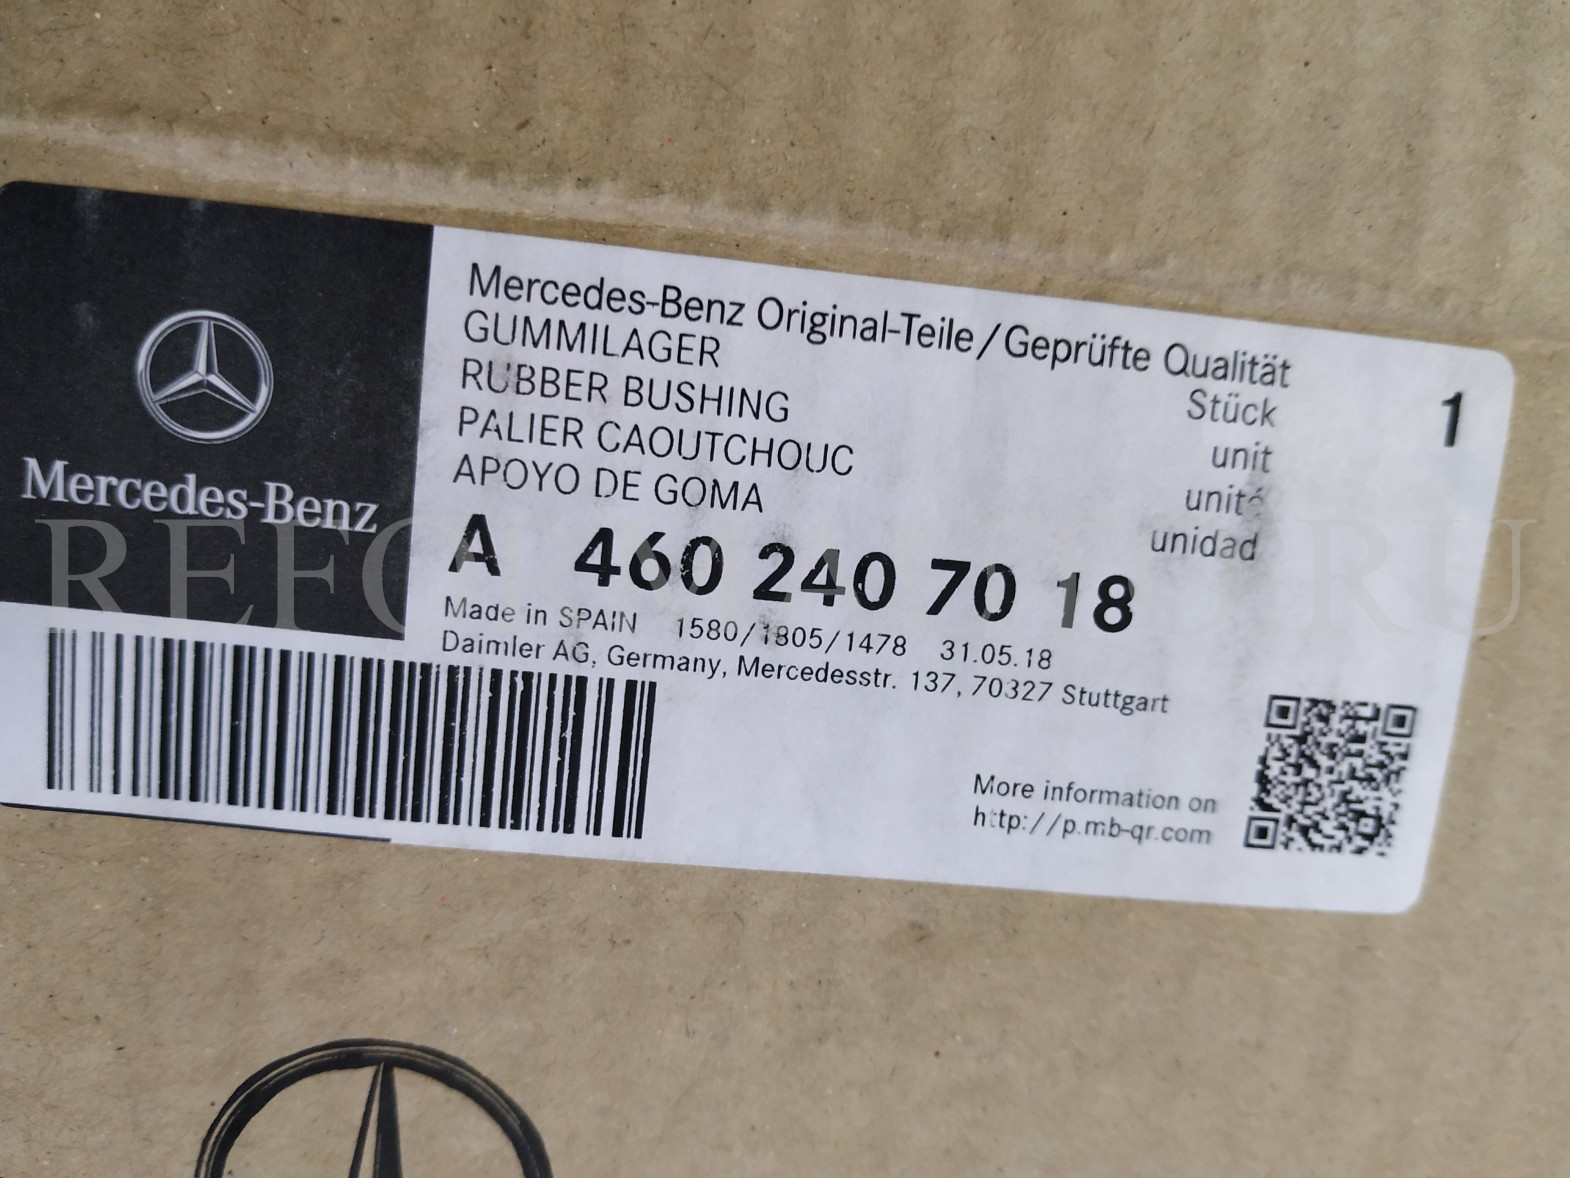 Mercedes-Benz
Mercedes-Benz Original-Teile/Geprüfte Qualität
GUMMILAGER Stück 1
RUBBER BUSHING unit
PALIER CAOUTCHOUC unité
APOYO DE GOMA unidad
A 460 240 70 18
Made in SPAIN 1580/1805/1478 31.05.18
Daimler AG, Germany, Mercedesstr. 137, 70327 Stuttgart
More information on
http://p.mb-qr.com